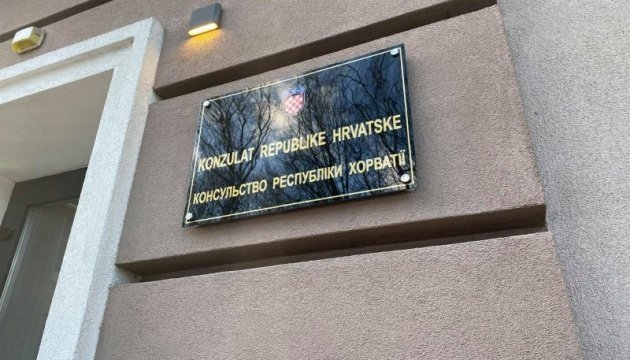 KONZULAT REPUBLIKE HRVATSKE
КОНСУЛЬСТВО РЕСПУБЛІКИ ХОРВАТІЇ